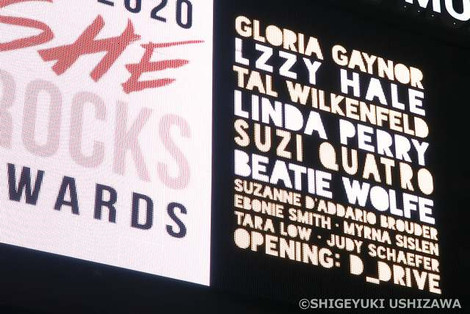 2020
SHE
ROCKS
AWARDS
GLORIA GAYNOR
LZZY HALE
TAL WILKENFELD
LINDA PERRY
SUZI QUATRO
BEATIE WOLFE
SUZANNE D'ADDARIO BROUDER
EBONIE SMITH · MYRNA SISLEN
TARA LOW · JUDY SCHAEFER
OPENING: D_DRIVE
©SHIGEYUKI USHIZAWA